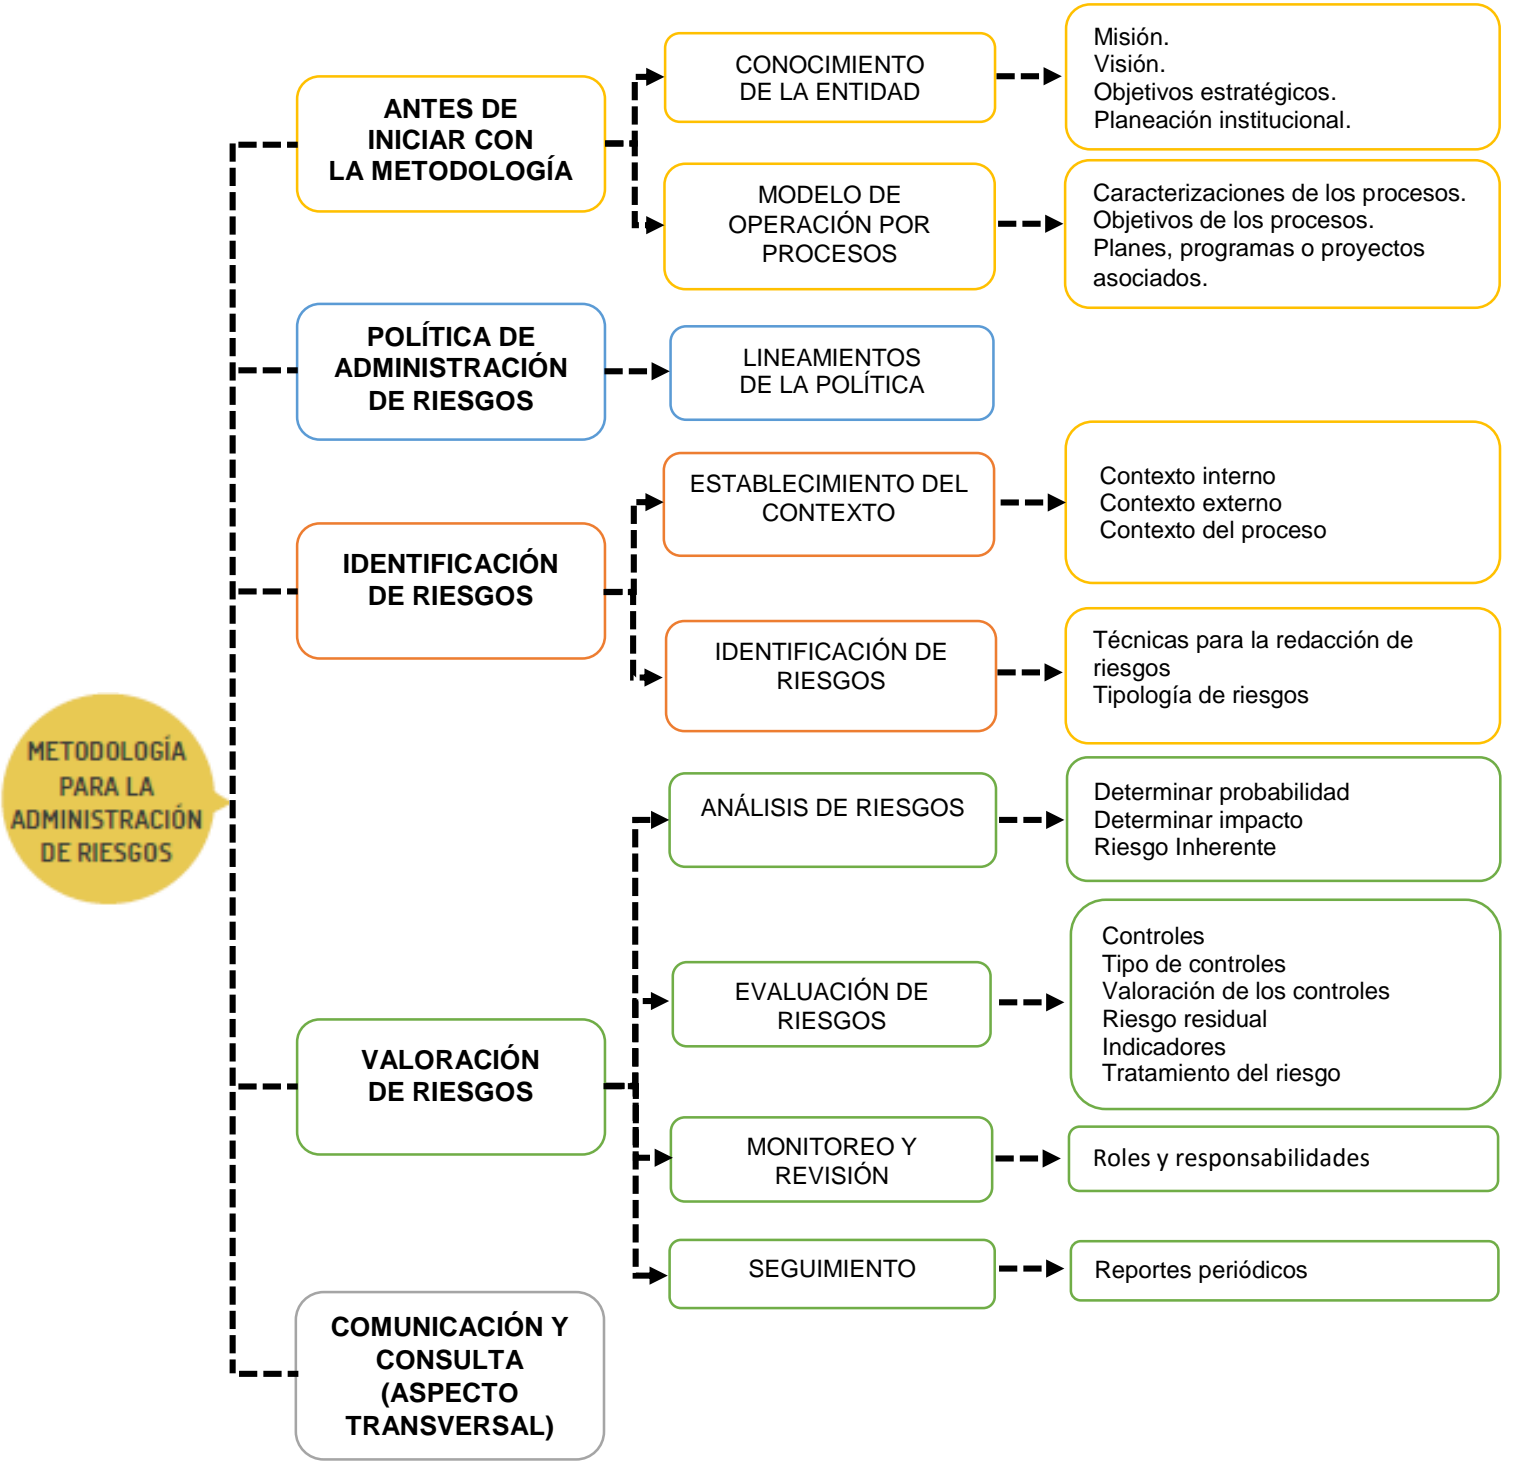 ANTES DE
INICIAR CON
LA METODOLOGÍA
CONOCIMIENTO
DE LA ENTIDAD
Misión.
Visión.
Objetivos estratégicos.
Planeación institucional.
MODELO DE
OPERACIÓN POR
PROCESOS
Caracterizaciones de los procesos.
Objetivos de los procesos.
Planes, programas o proyectos
asociados.
POLÍTICA DE
ADMINISTRACIÓN
DE RIESGOS
LINEAMIENTOS
DE LA POLÍTICA
IDENTIFICACIÓN
DE RIESGOS
ESTABLECIMIENTO DEL
CONTEXTO
Contexto interno
Contexto externo
Contexto del proceso
IDENTIFICACIÓN DE
RIESGOS
Técnicas para la redacción de
riesgos
Tipología de riesgos
METODOLOGÍA
PARA LA
ADMINISTRACIÓN
DE RIESGOS
VALORACIÓN
DE RIESGOS
ANÁLISIS DE RIESGOS
Determinar probabilidad
Determinar impacto
Riesgo Inherente
EVALUACIÓN DE
RIESGOS
Controles
Tipo de controles
Valoración de los controles
Riesgo residual
Indicadores
Tratamiento del riesgo
MONITOREO Y
REVISIÓN
Roles y responsabilidades
SEGUIMIENTO
Reportes periódicos
COMUNICACIÓN Y
CONSULTA
(ASPECTO
TRANSVERSAL)